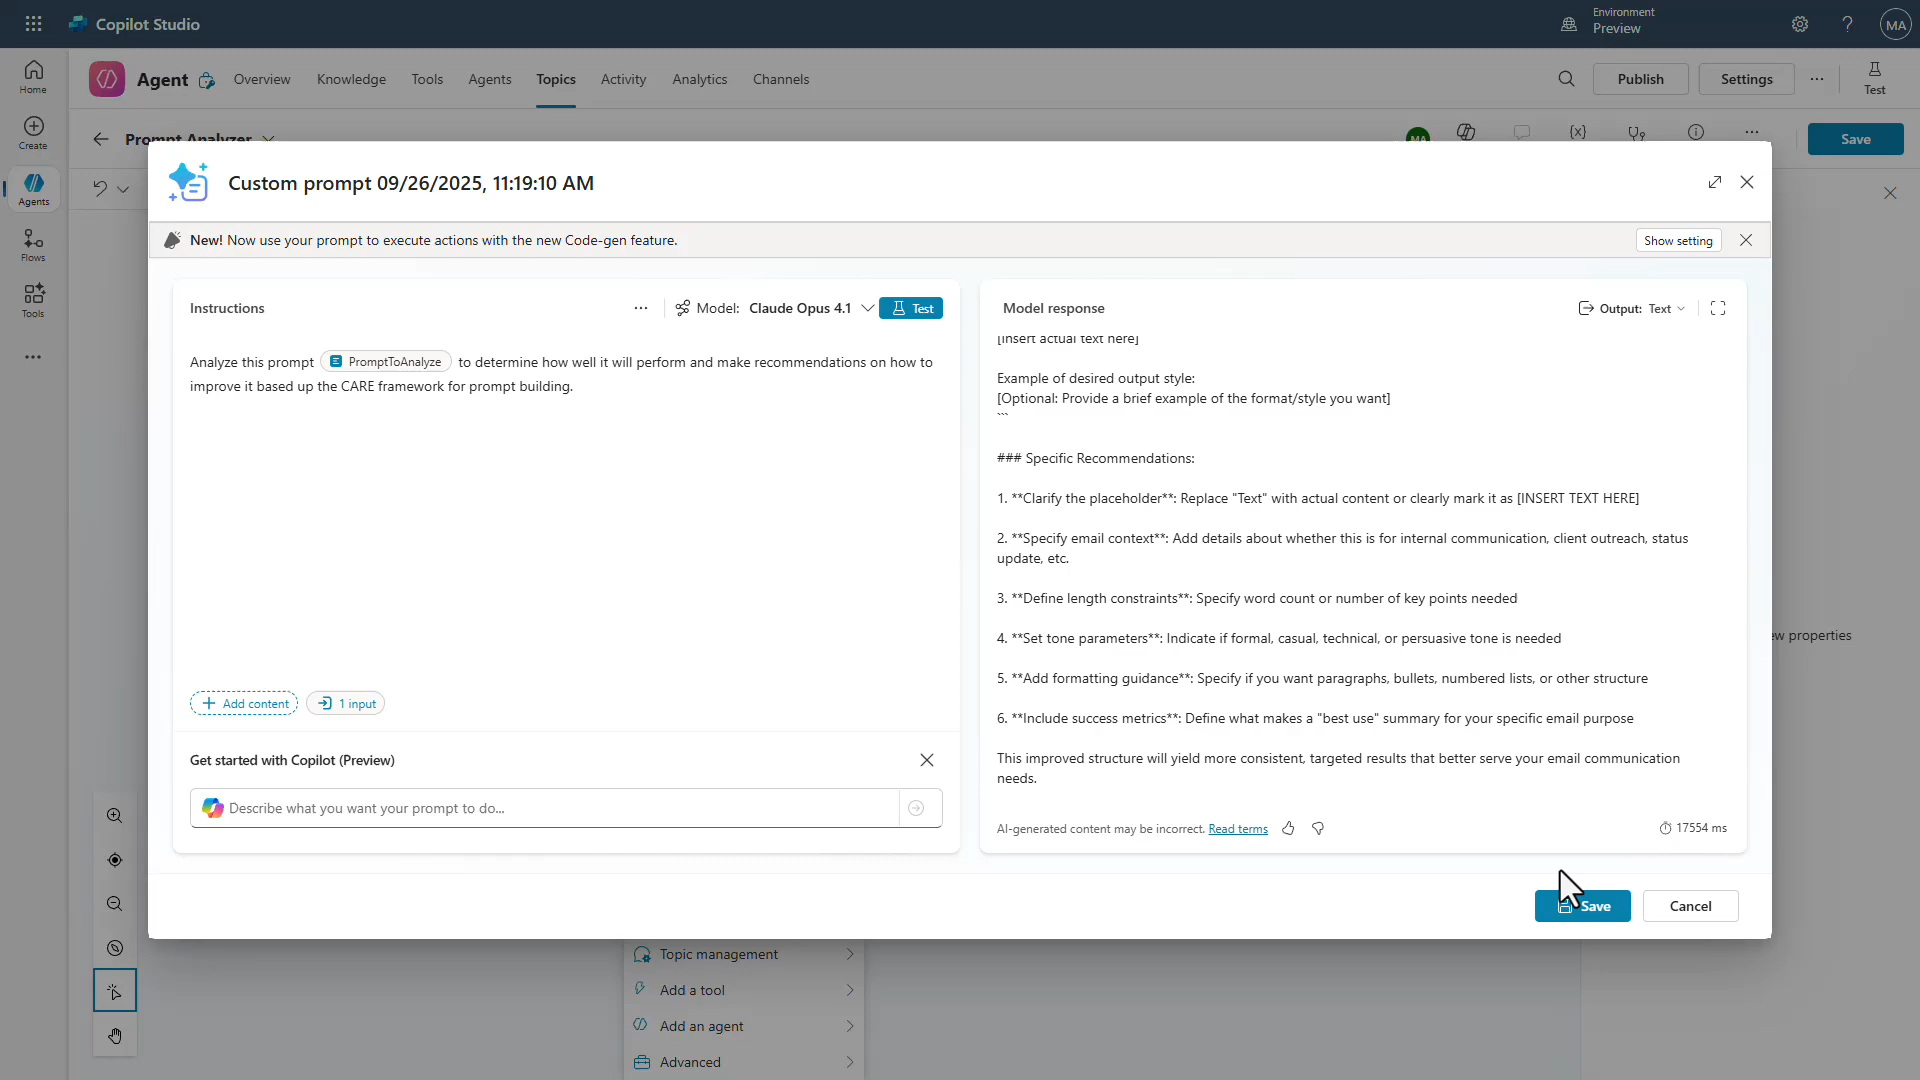 Copilot Studio
Environment
Preview
MA
Home
Create
Agents
Flows
Tools
Agent
Overview
Knowledge
Tools
Agents
Topics
Activity
Analytics
Channels
Publish
Settings
Test
Prompt Analyzer
MA
{x}
Save
Custom prompt 09/26/2025, 11:19:10 AM
New! Now use your prompt to execute actions with the new Code-gen feature.
Show setting
Instructions
Model: Claude Opus 4.1
Test
Analyze this prompt PromptToAnalyze to determine how well it will perform and make recommendations on how to
improve it based up the CARE framework for prompt building.
Add content
1 input
Get started with Copilot (Preview)
Describe what you want your prompt to do...
Model response
Output: Text
[insert actual text here]
Example of desired output style:
[Optional: Provide a brief example of the format/style you want]
```
### Specific Recommendations:
1. **Clarify the placeholder**: Replace "Text" with actual content or clearly mark it as [INSERT TEXT HERE]
2. **Specify email context**: Add details about whether this is for internal communication, client outreach, status
update, etc.
3. **Define length constraints**: Specify word count or number of key points needed
4. **Set tone parameters**: Indicate if formal, casual, technical, or persuasive tone is needed
5. **Add formatting guidance**: Specify if you want paragraphs, bullets, numbered lists, or other structure
6. **Include success metrics**: Define what makes a "best use" summary for your specific email purpose
This improved structure will yield more consistent, targeted results that better serve your email communication
needs.
AI-generated content may be incorrect. Read terms
17554 ms
Save
Cancel
properties
Topic management
Add a tool
Add an agent
Advanced